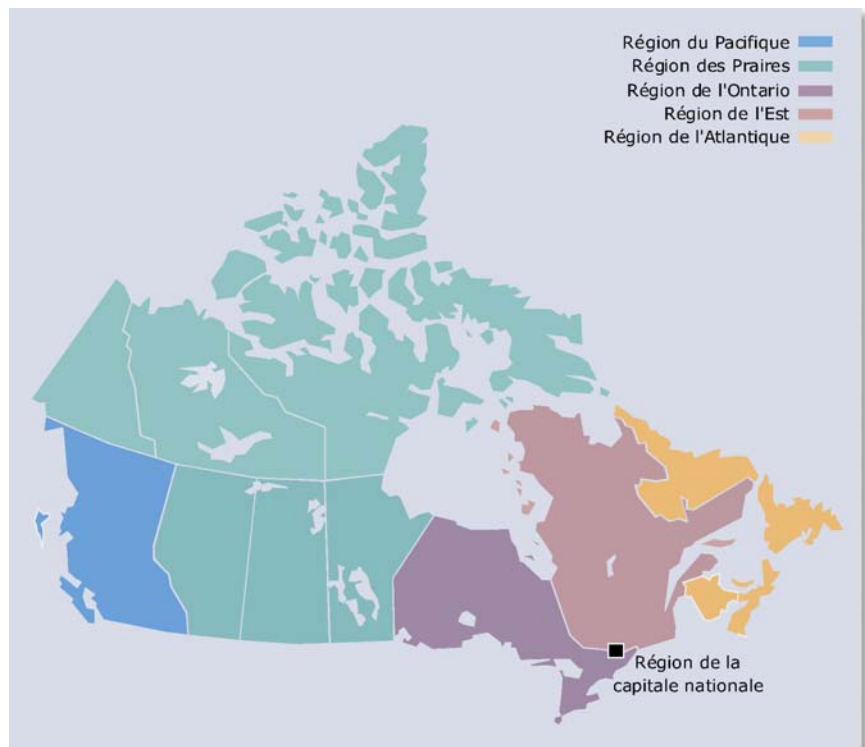 Région du Pacifique
Région des Praires
Région de l'Ontario
Région de l'Est
Région de l'Atlantique
Région de la
capitale nationale